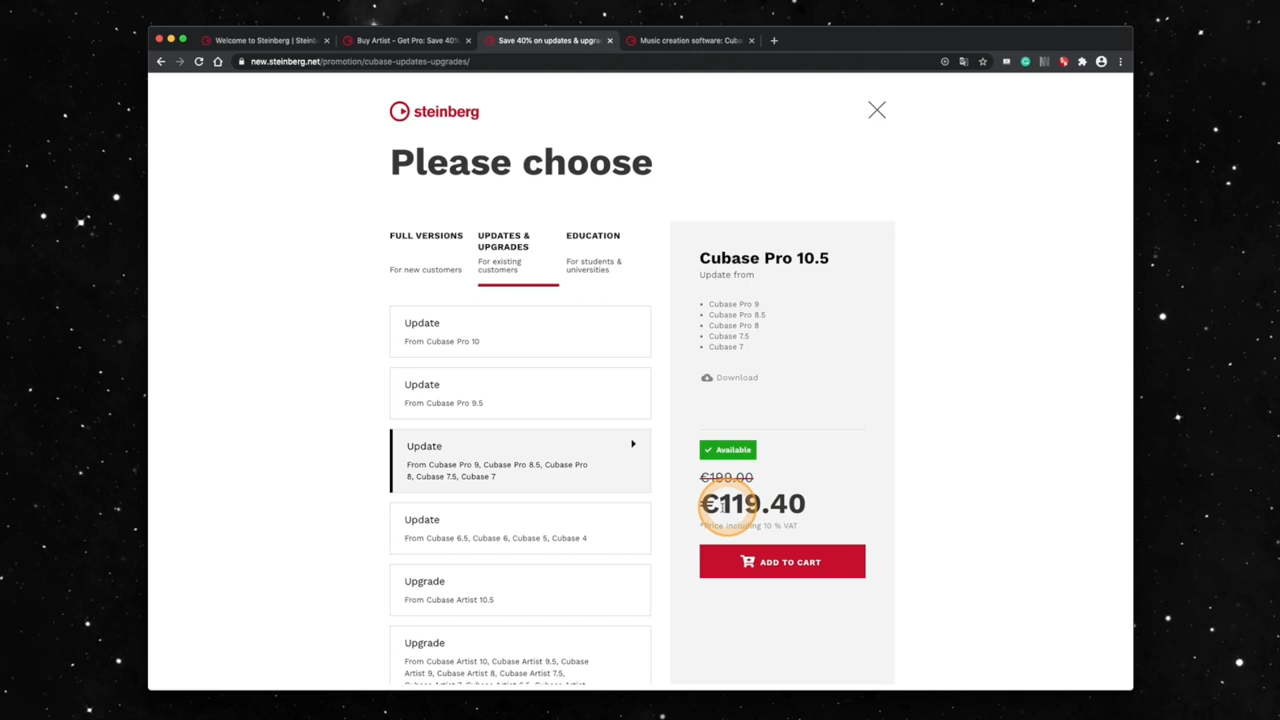 Welcome to Steinberg | Steinb
Buy Artist – Get Pro: Save 40%
Save 40% on updates & upgra
Music creation software: Cuba
new.steinberg.net/promotion/cubase-updates-upgrades/
steinberg
Please choose
FULL VERSIONS
For new customers
UPDATES &
UPGRADES
For existing
customers
EDUCATION
For students &
universities
Update
From Cubase Pro 10
Update
From Cubase Pro 9.5
Update
From Cubase Pro 9, Cubase Pro 8.5, Cubase Pro
8, Cubase 7.5, Cubase 7
Update
From Cubase 6.5, Cubase 6, Cubase 5, Cubase 4
Upgrade
From Cubase Artist 10.5
Upgrade
From Cubase Artist 10, Cubase Artist 9.5, Cubase
Artist 9, Cubase Artist 8, Cubase Artist 7.5,
Cubase Pro 10.5
Update from
• Cubase Pro 9
• Cubase Pro 8.5
• Cubase Pro 8
• Cubase 7.5
• Cubase 7
Download
Available
€199.00
€119.40
*Price including 10 % VAT
ADD TO CART